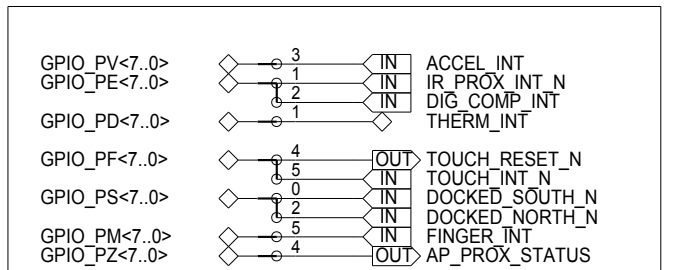 GPIO_PV<7..0> 3 IN ACCEL_INT
GPIO_PE<7..0> 1 IN IR_PROX_INT_N
2 IN DIG_COMP_INT
GPIO_PD<7..0> 1 THERM_INT
GPIO_PF<7..0> 4 OUT TOUCH_RESET_N
5 IN TOUCH_INT_N
GPIO_PS<7..0> 0 IN DOCKED_SOUTH_N
2 IN DOCKED_NORTH_N
GPIO_PM<7..0> 5 IN FINGER_INT
GPIO_PZ<7..0> 4 OUT AP_PROX_STATUS